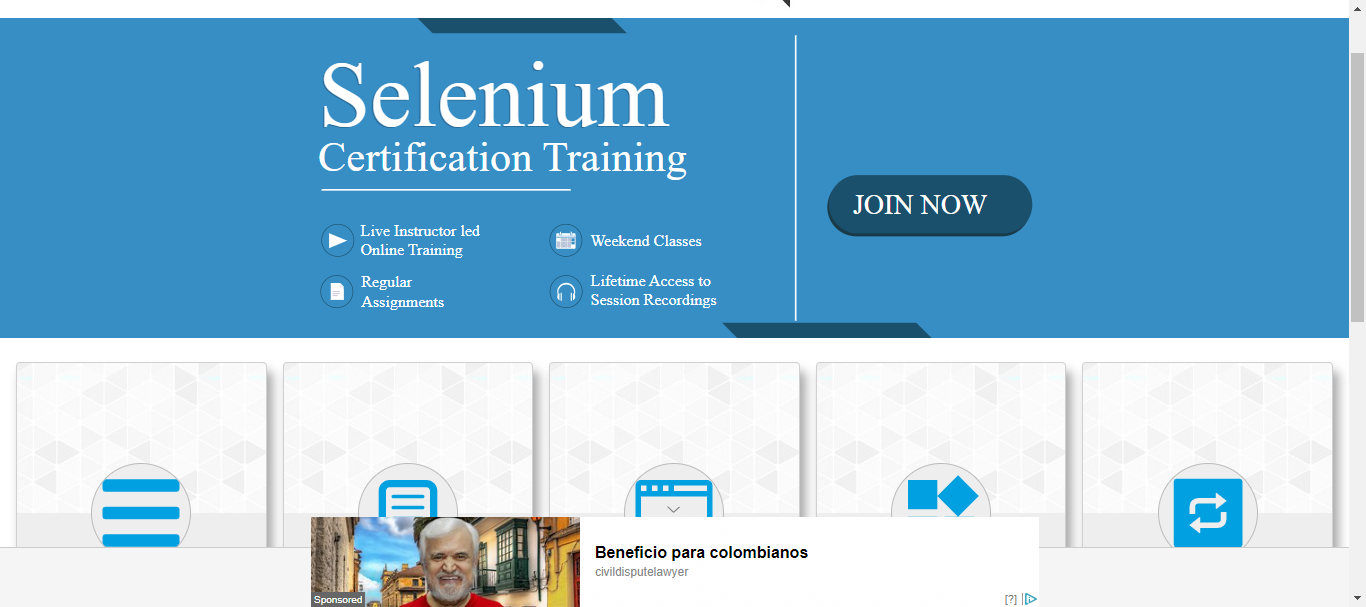 Selenium
Certification Training
Live Instructor led
Online Training
Weekend Classes
Regular
Assignments
Lifetime Access to
Session Recordings
JOIN NOW
Beneficio para colombianos
civildisputelawyer
Sponsored
[?]